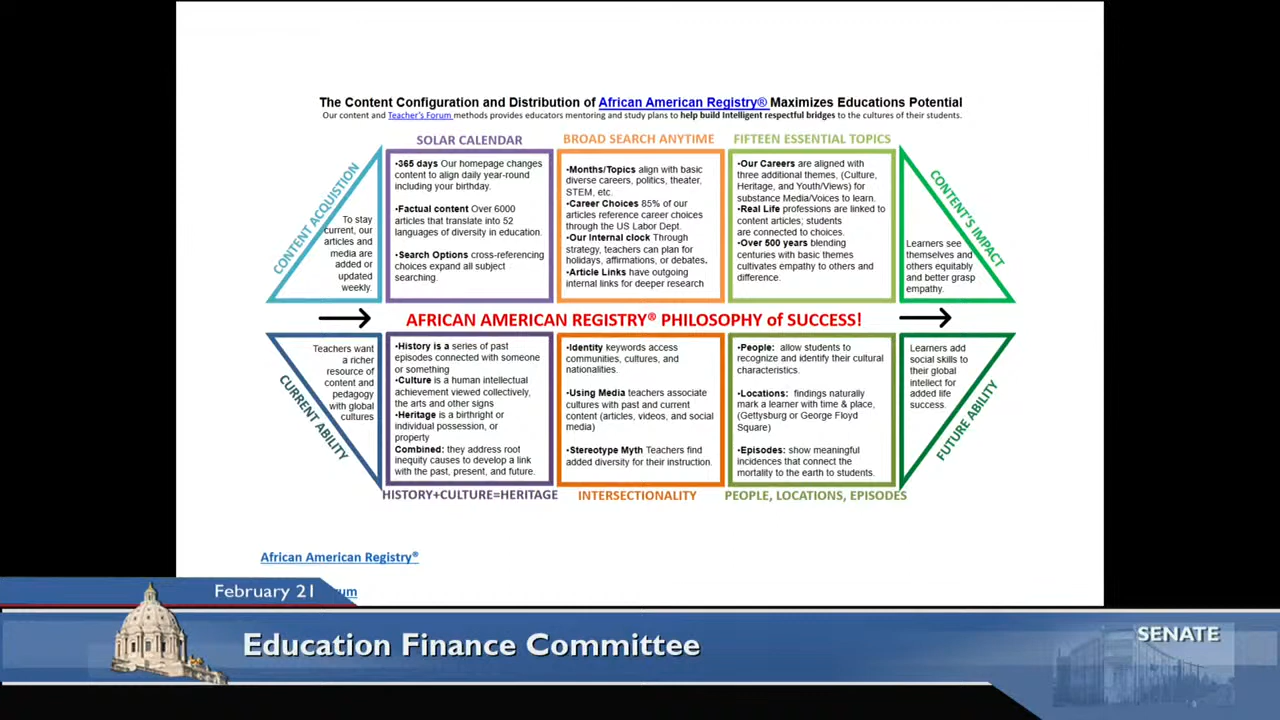 The Content Configuration and Distribution of African American Registry® Maximizes Educations Potential
Our content and Teacher's Forum methods provides educators mentoring and study plans to help build Intelligent respectful bridges to the cultures of their students.
CONTENT ACQUISTION
To stay
current, our
articles and
media are
added or
updated
weekly.
SOLAR CALENDAR
•365 days Our homepage changes
content to align daily year-round
including your birthday.
•Factual content Over 6000
articles that translate into 52
languages of diversity in education.
•Search Options cross-referencing
choices expand all subject
searching.
BROAD SEARCH ANYTIME
•Months/Topics align with basic
diverse careers, politics, theater,
STEM, etc.
•Career Choices 85% of our
articles reference career choices
through the US Labor Dept.
•Our Internal clock Through
strategy, teachers can plan for
holidays, affirmations, or debates.
•Article Links have outgoing
internal links for deeper research
FIFTEEN ESSENTIAL TOPICS
•Our Careers are aligned with
three additional themes, (Culture,
Heritage, and Youth/Views) for
substance Media/Voices to learn.
•Real Life professions are linked to
content articles; students
are connected to choices.
•Over 500 years blending
centuries with basic themes
cultivates empathy to others and
difference.
CONTENT'S IMPACT
Learners see
themselves and
others equitably
and better grasp
empathy.
AFRICAN AMERICAN REGISTRY® PHILOSOPHY of SUCCESS!
CURRENT ABILITY
Teachers want
a richer
resource of
content and
pedagogy
with global
cultures
•History is a series of past
episodes connected with someone
or something
•Culture is a human intellectual
achievement viewed collectively,
the arts and other signs
•Heritage is a birthright or
individual possession, or
property
Combined: they address root
inequity causes to develop a link
with the past, present, and future.
HISTORY+CULTURE=HERITAGE
•Identity keywords access
communities, cultures, and
nationalities.
•Using Media teachers associate
cultures with past and current
content (articles, videos, and social
media)
•Stereotype Myth Teachers find
added diversity for their instruction.
INTERSECTIONALITY
•People: allow students to
recognize and identify their cultural
characteristics.
•Locations: findings naturally
mark a learner with time & place,
(Gettysburg or George Floyd
Square)
•Episodes: show meaningful
incidences that connect the
mortality to the earth to students.
PEOPLE, LOCATIONS, EPISODES
Learners add
social skills to
their global
intellect for
added life
success.
FUTURE ABILITY
African American Registry®
February 21
Education Finance Committee
SENATE